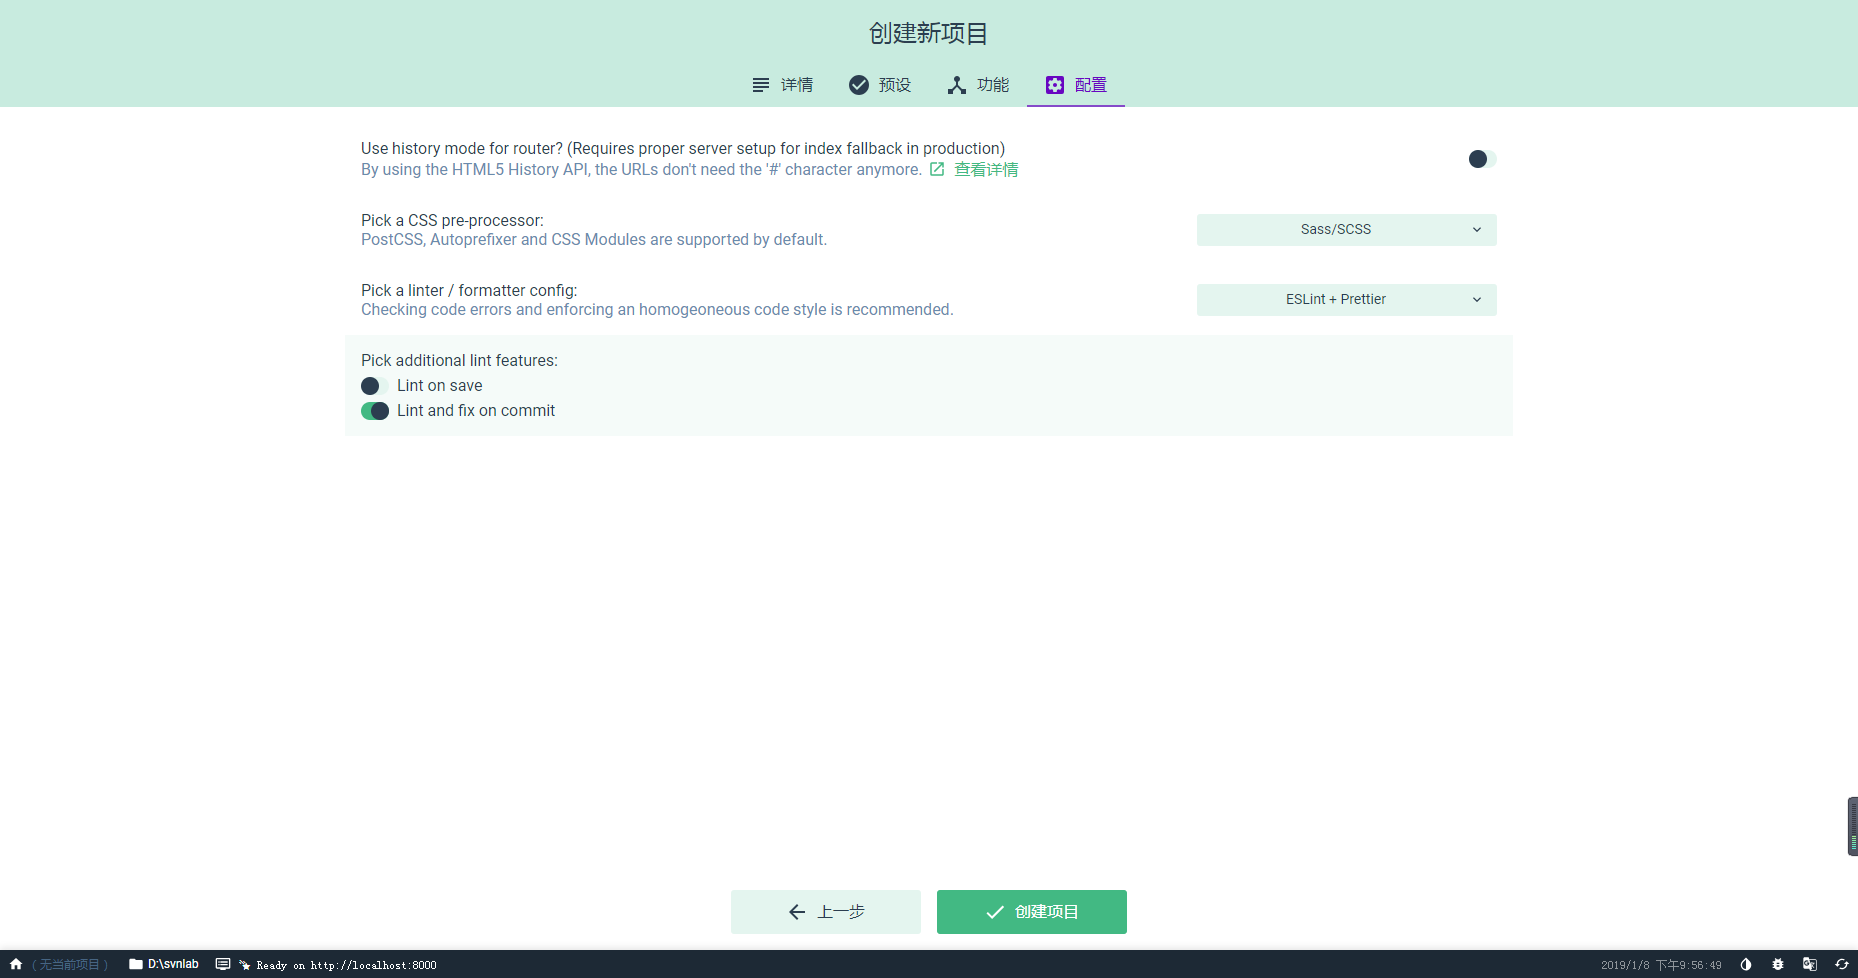 创建新项目
详情 预设 功能 配置
Use history mode for router? (Requires proper server setup for index fallback in production)
By using the HTML5 History API, the URLs don't need the '#' character anymore. 查看详情
Pick a CSS pre-processor:
PostCSS, Autoprefixer and CSS Modules are supported by default.
Sass/SCSS
Pick a linter / formatter config:
Checking code errors and enforcing an homogeoneous code style is recommended.
ESLint + Prettier
Pick additional lint features:
Lint on save
Lint and fix on commit
上一步 创建项目
(无当前项目) D:\svnlab Ready on http://localhost:8000 2019/1/8 下午9:56:49